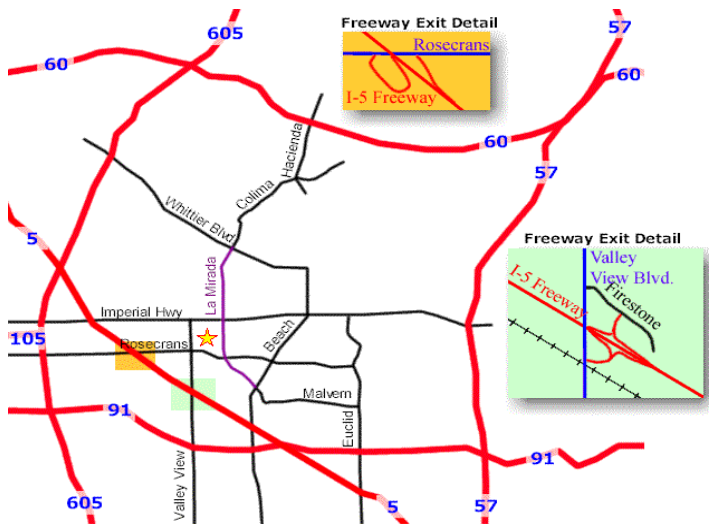 Freeway Exit Detail
Rosecrans
I-5 Freeway
605
57
60
60
60
57
Hacienda
Colima
Whittier Blvd
5
Freeway Exit Detail
Valley
View Blvd.
I-5 Freeway
Firestone
La Mirada
Imperial Hwy
105
Rosecrans
Beach
Malvern
Euclid
91
91
Valley View
605
5
57